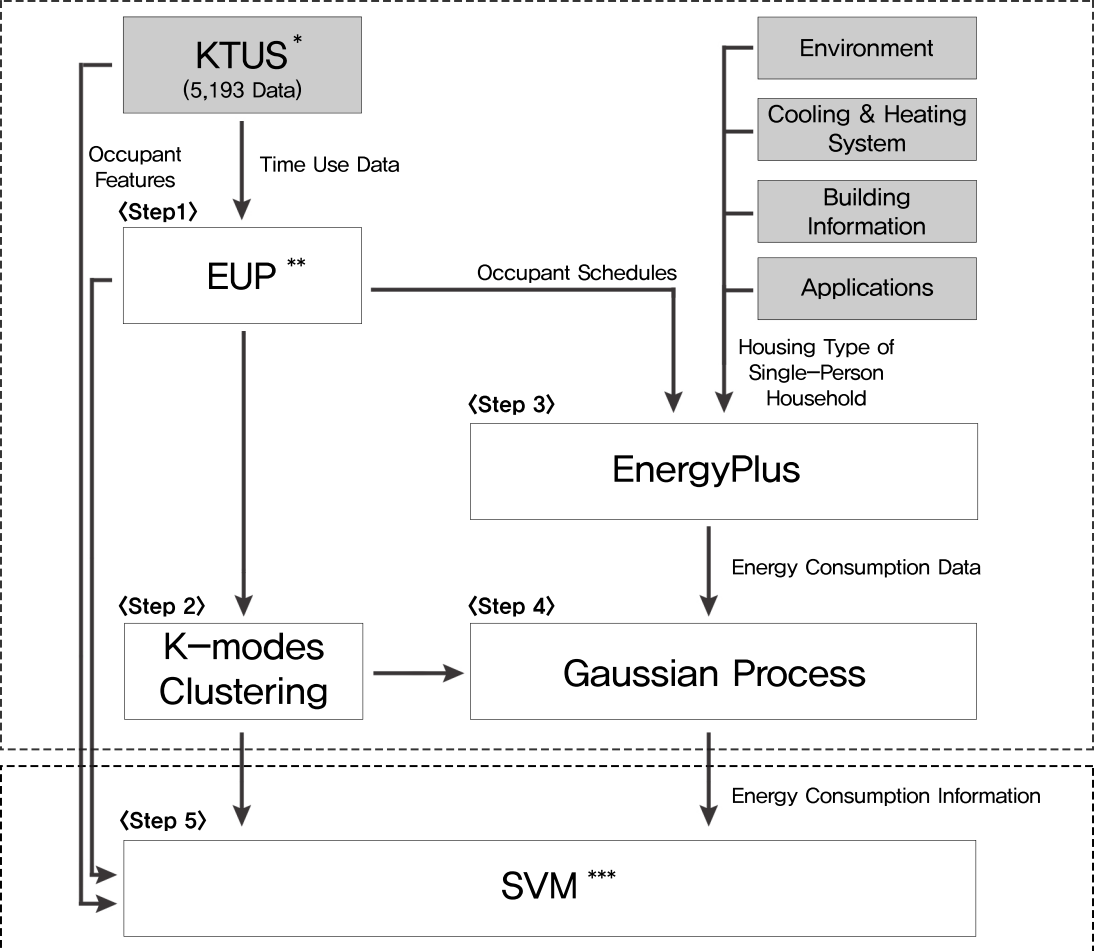 KTUS *
(5,193 Data)
Environment
Cooling & Heating
System
Building
Information
Applications
Occupant
Features
Time Use Data
〈Step1〉
EUP **
Occupant Schedules
Housing Type of
Single–Person
Household
〈Step 3〉
EnergyPlus
Energy Consumption Data
〈Step 2〉
K–modes
Clustering
〈Step 4〉
Gaussian Process
Energy Consumption Information
〈Step 5〉
SVM ***